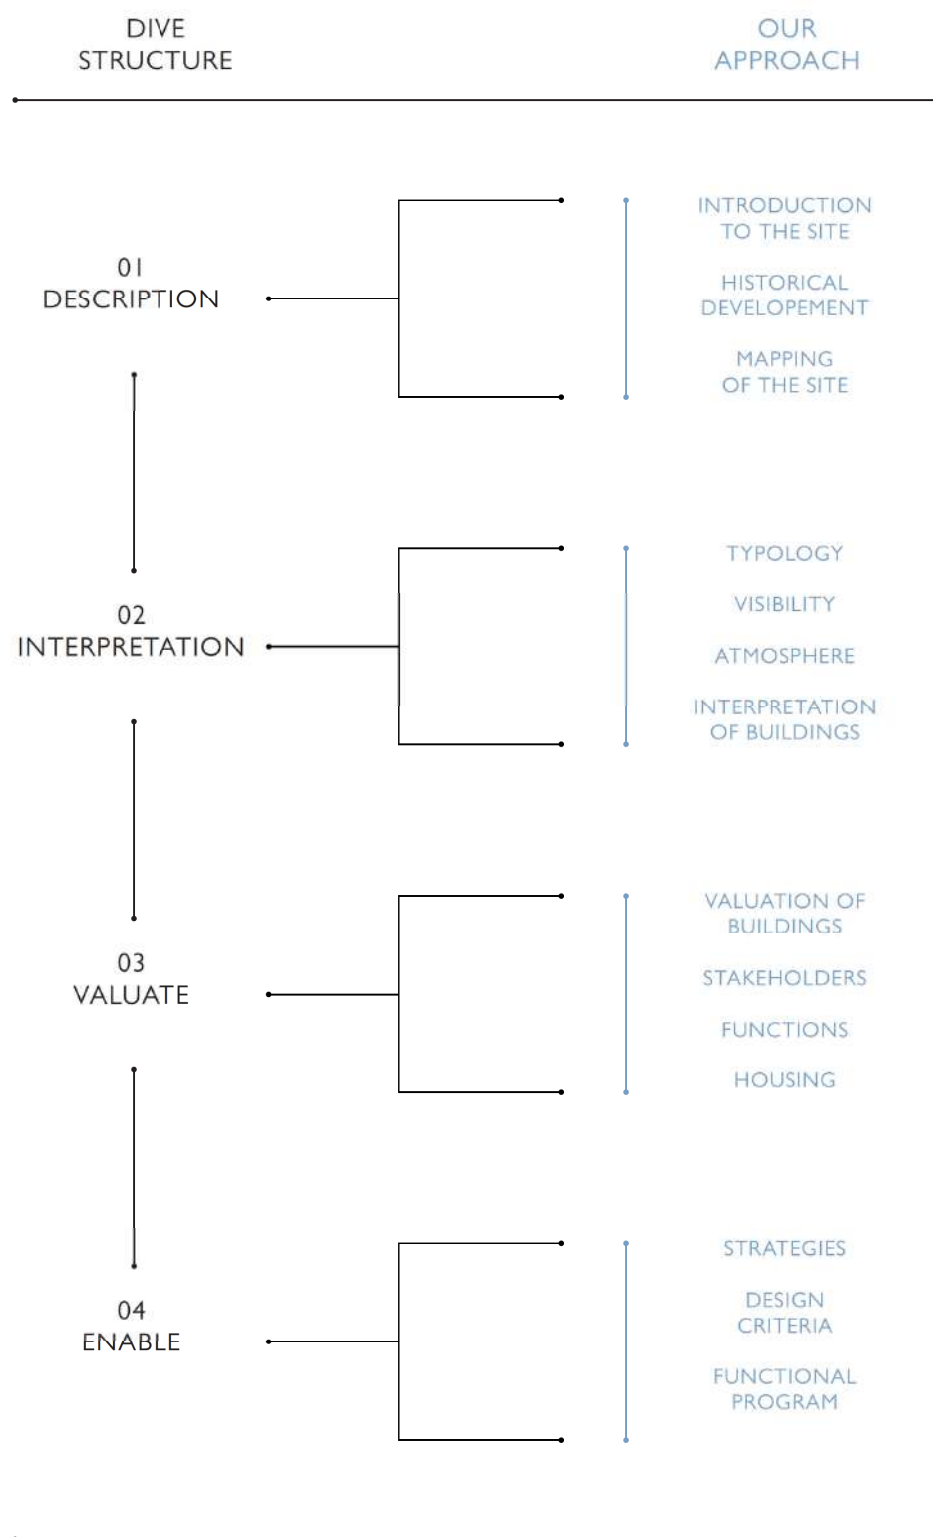 DIVE
STRUCTURE
OUR
APPROACH
01
DESCRIPTION
INTRODUCTION
TO THE SITE
HISTORICAL
DEVELOPEMENT
MAPPING
OF THE SITE
02
INTERPRETATION
TYPOLOGY
VISIBILITY
ATMOSPHERE
INTERPRETATION
OF BUILDINGS
03
VALUATE
VALUATION OF
BUILDINGS
STAKEHOLDERS
FUNCTIONS
HOUSING
04
ENABLE
STRATEGIES
DESIGN
CRITERIA
FUNCTIONAL
PROGRAM